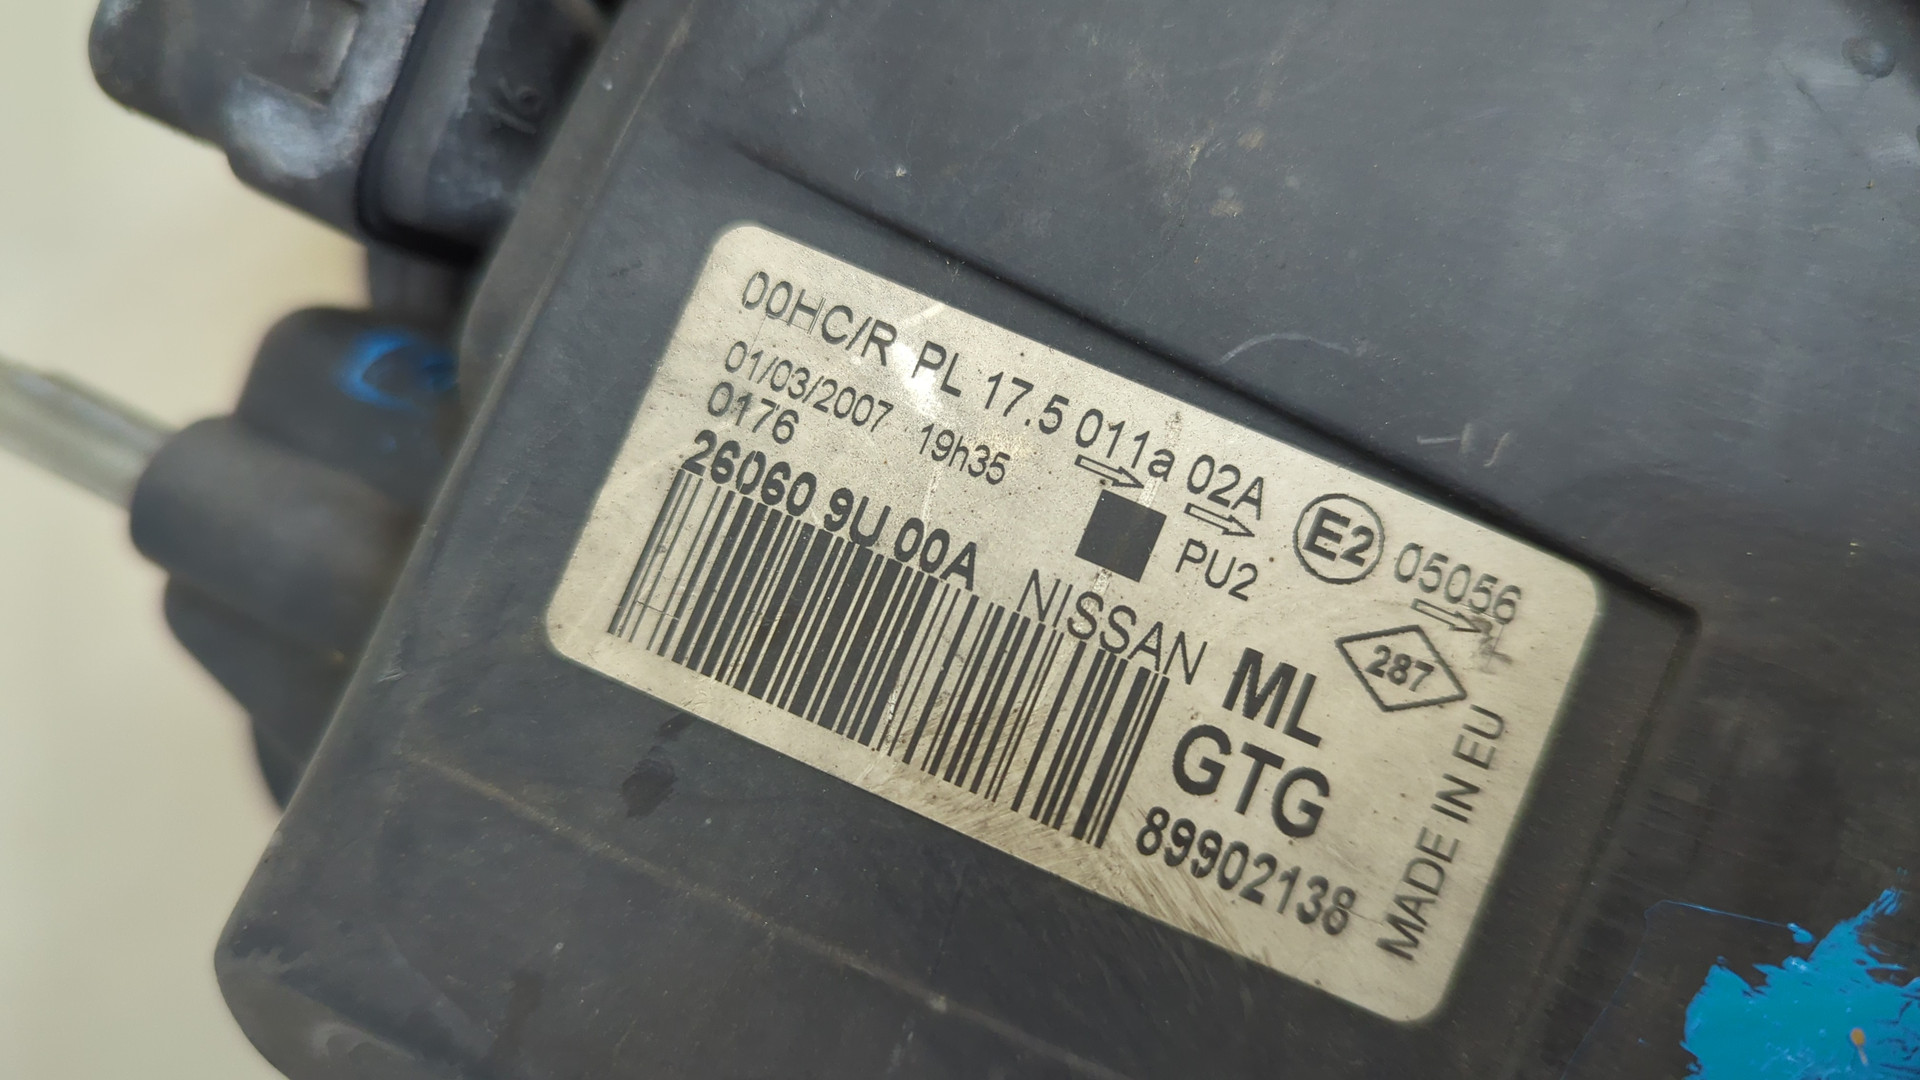 00HC/R PL 17.5 011a 02A E2 05056
01/03/2007 19h35
0176
PU2
26060 9U 00A
NISSAN
287
ML
GTG
89902138
MADE IN EU